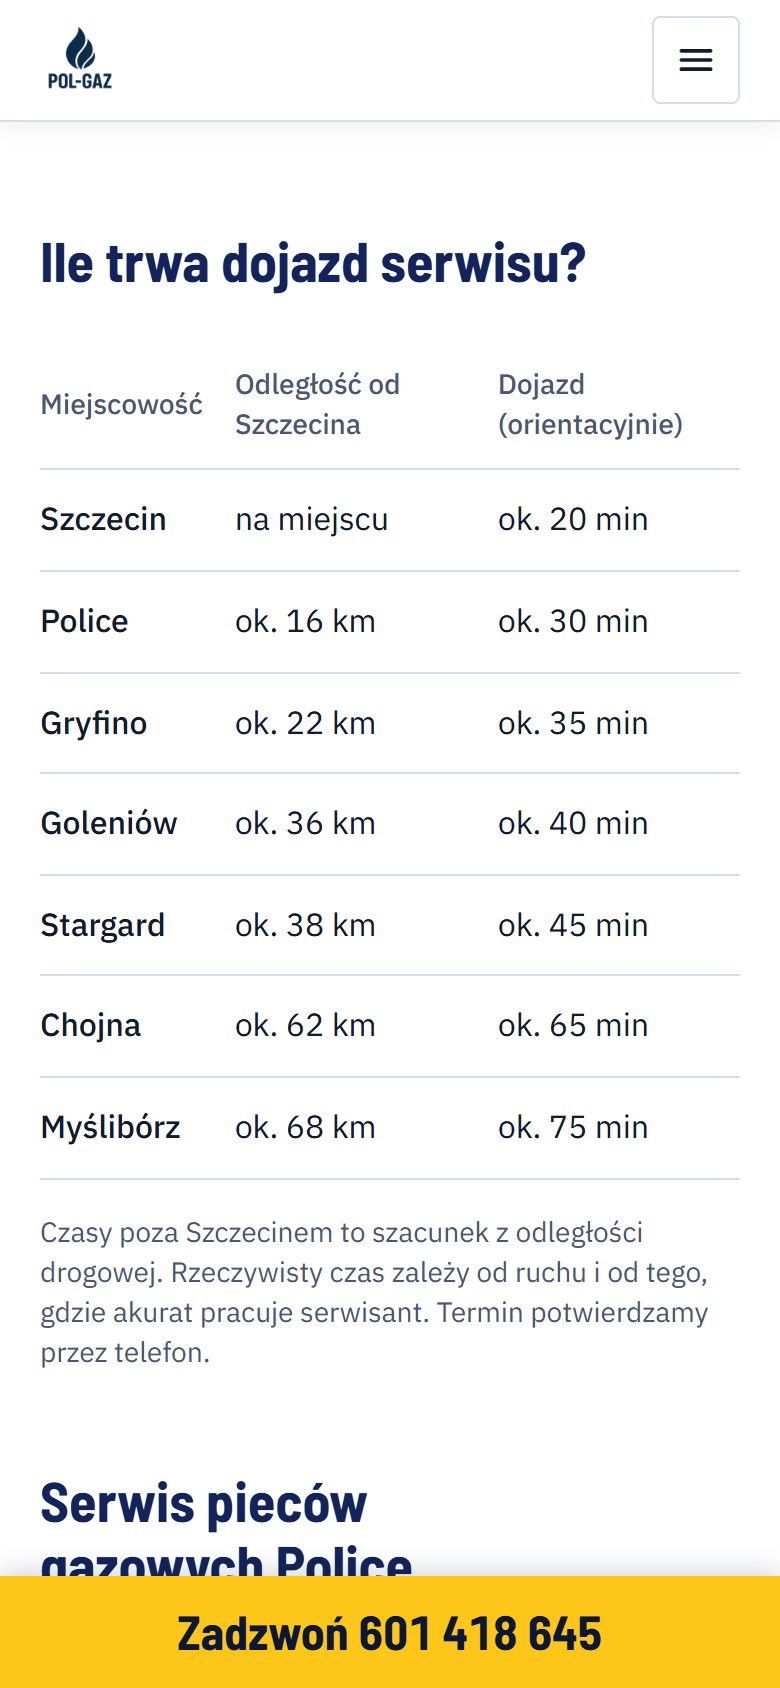 POL-GAZ
Ile trwa dojazd serwisu?
Miejscowość Odległość od Szczecina Dojazd (orientacyjnie)
Szczecin na miejscu ok. 20 min
Police ok. 16 km ok. 30 min
Gryfino ok. 22 km ok. 35 min
Goleniów ok. 36 km ok. 40 min
Stargard ok. 38 km ok. 45 min
Chojna ok. 62 km ok. 65 min
Myślibórz ok. 68 km ok. 75 min
Czasy poza Szczecinem to szacunek z odległości
drogowej. Rzeczywisty czas zależy od ruchu i od tego,
gdzie akurat pracuje serwisant. Termin potwierdzamy
przez telefon.
Serwis pieców
gazowych Police
Zadzwoń 601 418 645